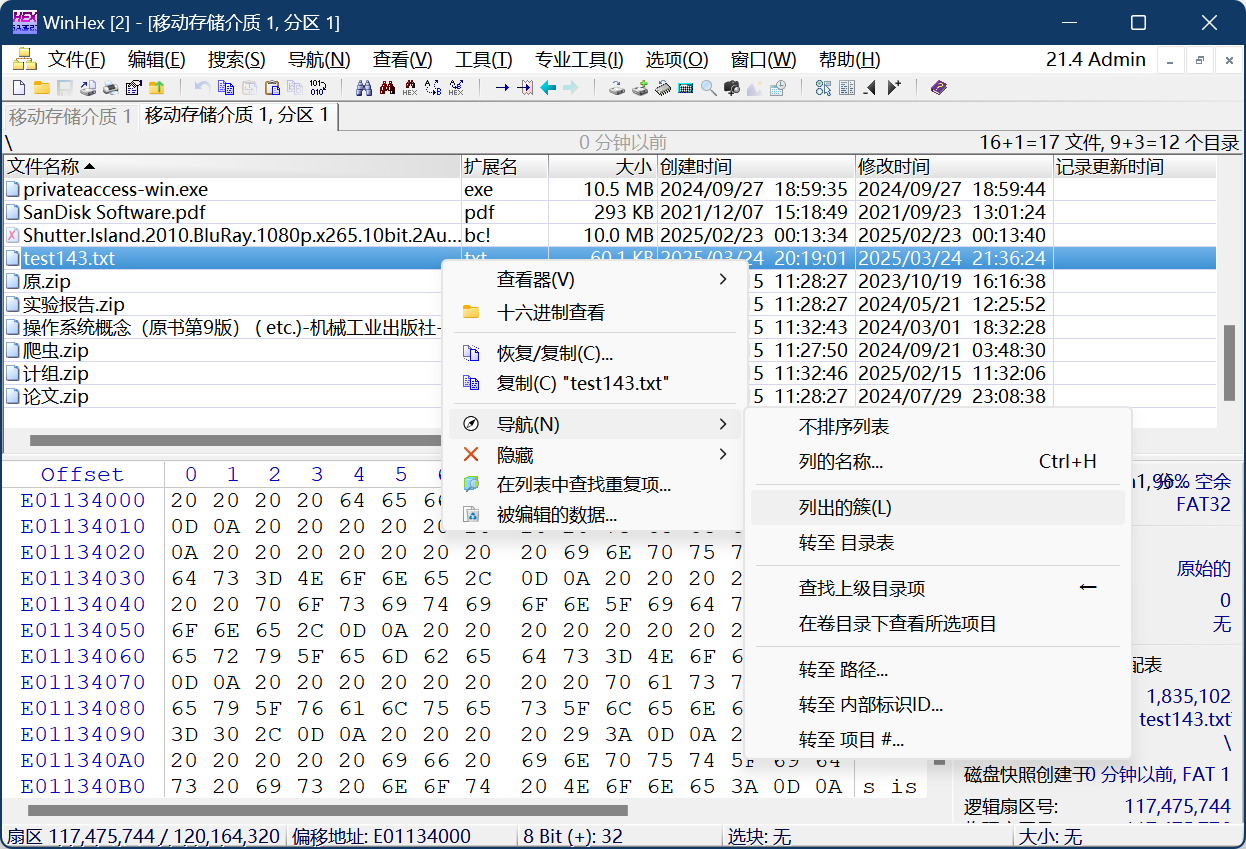 WinHex [2] - [移动存储介质 1, 分区 1]
文件(F) 编辑(E) 搜索(S) 导航(N) 查看(V) 工具(T) 专业工具(I) 选项(O) 窗口(W) 帮助(H) 21.4 Admin
移动存储介质 1 移动存储介质 1, 分区 1
\ 0 分钟以前 16+1=17 文件, 9+3=12 个目录
文件名称 扩展名 大小 创建时间 修改时间 记录更新时间
privateaccess-win.exe exe 10.5 MB 2024/09/27 18:59:35 2024/09/27 18:59:44
SanDisk Software.pdf pdf 293 KB 2021/12/07 15:18:49 2021/09/23 13:01:24
Shutter.Island.2010.BluRay.1080p.x265.10bit.2Au... bc! 10.0 MB 2025/02/23 00:13:34 2025/02/23 00:13:40
test143.txt txt 60.1 KB 2025/03/24 20:19:01 2025/03/24 21:36:24
原.zip 5 11:28:27 2023/10/19 16:16:38
实验报告.zip 5 11:28:27 2024/05/21 12:25:52
操作系统概念（原书第9版） ( etc.)-机械工业出版社- 5 11:32:43 2024/03/01 18:32:28
爬虫.zip 5 11:27:50 2024/09/21 03:48:30
计组.zip 5 11:32:46 2025/02/15 11:32:06
论文.zip 5 11:28:27 2024/07/29 23:08:38
查看器(V)
十六进制查看
恢复/复制(C)...
复制(C) "test143.txt"
导航(N)
隐藏
在列表中查找重复项...
被编辑的数据...
不排序列表
列的名称... Ctrl+H
列出的簇(L)
转至 目录表
查找上级目录项 ←
在卷目录下查看所选项目
转至 路径...
转至 内部标识ID...
转至 项目 #...
Offset 0 1 2 3 4 5
E01134000 20 20 20 20 64 65
E01134010 0D 0A 20 20 20 20 20 20
E01134020 0A 20 20 20 20 20 20 20 20 69 6E 70 75 7
E01134030 64 73 3D 4E 6F 6E 65 2C 0D 0A 20 20 20 2
E01134040 20 20 70 6F 73 69 74 69 6F 6E 5F 69 64 7
E01134050 6F 6E 65 2C 0D 0A 20 20 20 20 20 20 20 2
E01134060 65 72 79 5F 65 6D 62 65 64 73 3D 4E 6F 6
E01134070 0D 0A 20 20 20 20 20 20 20 20 70 61 73 7
E01134080 65 79 5F 76 61 6C 75 65 73 5F 6C 65 6E 6
E01134090 3D 30 2C 0D 0A 20 20 20 20 29 3A 0D 0A 2
E011340A0 20 20 20 20 20 69 66 20 69 6E 70 75 74 5F 69 64
E011340B0 73 20 69 73 20 6E 6F 74 20 4E 6F 6E 65 3A 0D 0A s is
96% 空余
FAT32
原始的
0
无
配表
1,835,102
test143.txt
\
磁盘快照创建于0 分钟以前, FAT 1
逻辑扇区号: 117,475,744
扇区 117,475,744 / 120,164,320 偏移地址: E01134000 8 Bit (+): 32 选块: 无 大小: 无